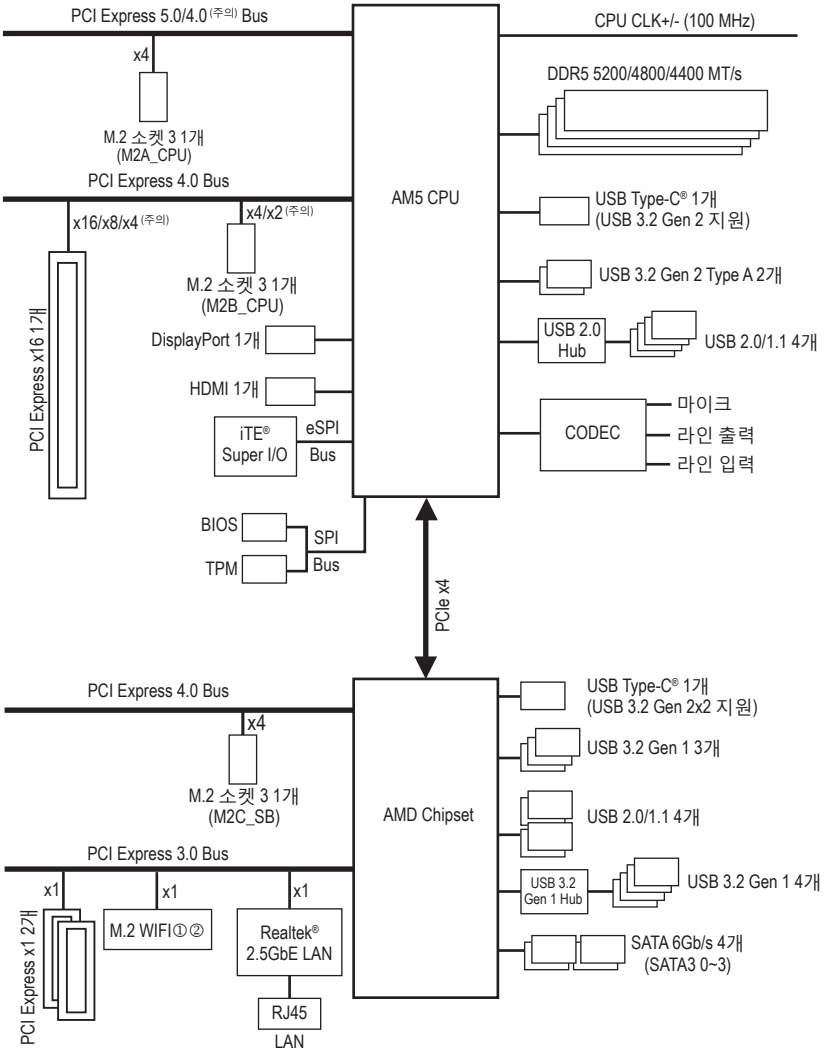 PCI Express 5.0/4.0 (주의) Bus
x4
M.2 소켓 3 1개
(M2A_CPU)
PCI Express 4.0 Bus
x16/x8/x4 (주의)
x4/x2 (주의)
PCI Express x16 1개
M.2 소켓 3 1개
(M2B_CPU)
DisplayPort 1개
HDMI 1개
iTE®
Super I/O
eSPI
Bus
BIOS
TPM
SPI
Bus
AM5 CPU
CPU CLK+/- (100 MHz)
DDR5 5200/4800/4400 MT/s
USB Type-C® 1개
(USB 3.2 Gen 2 지원)
USB 3.2 Gen 2 Type A 2개
USB 2.0
Hub
USB 2.0/1.1 4개
CODEC
마이크
라인 출력
라인 입력
PCIe x4
PCI Express 4.0 Bus
x4
M.2 소켓 3 1개
(M2C_SB)
PCI Express 3.0 Bus
x1
x1
x1
PCI Express x1 2개
M.2 WIFI①②
Realtek®
2.5GbE LAN
RJ45
LAN
AMD Chipset
USB Type-C® 1개
(USB 3.2 Gen 2x2 지원)
USB 3.2 Gen 1 3개
USB 2.0/1.1 4개
USB 3.2
Gen 1 Hub
USB 3.2 Gen 1 4개
SATA 6Gb/s 4개
(SATA3 0~3)